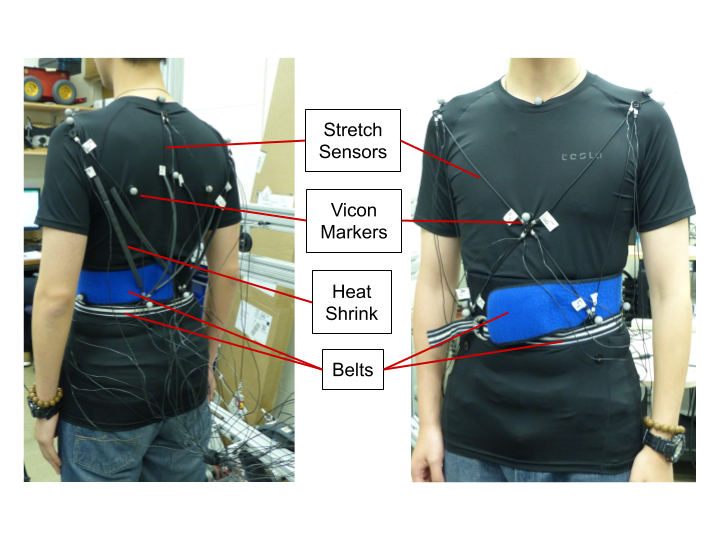 Stretch
Sensors
Vicon
Markers
Heat
Shrink
Belts